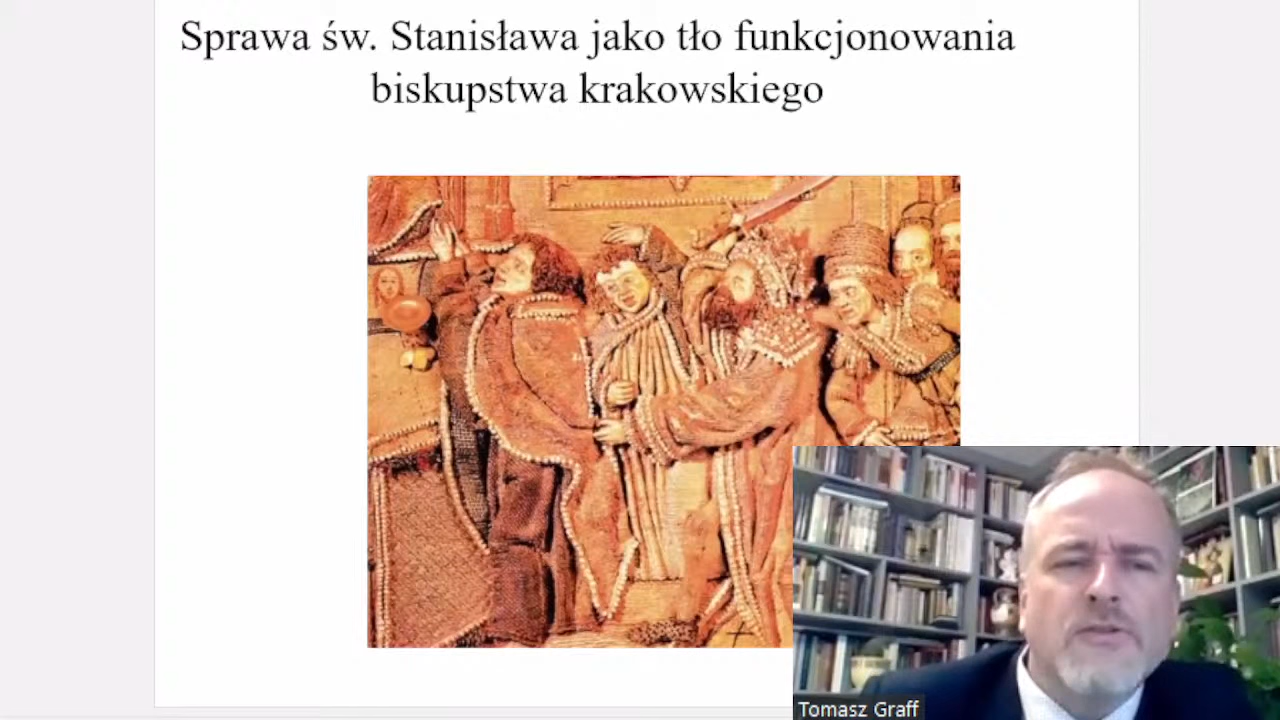 Sprawa św. Stanisława jako tło funkcjonowania
biskupstwa krakowskiego
Tomasz Graff